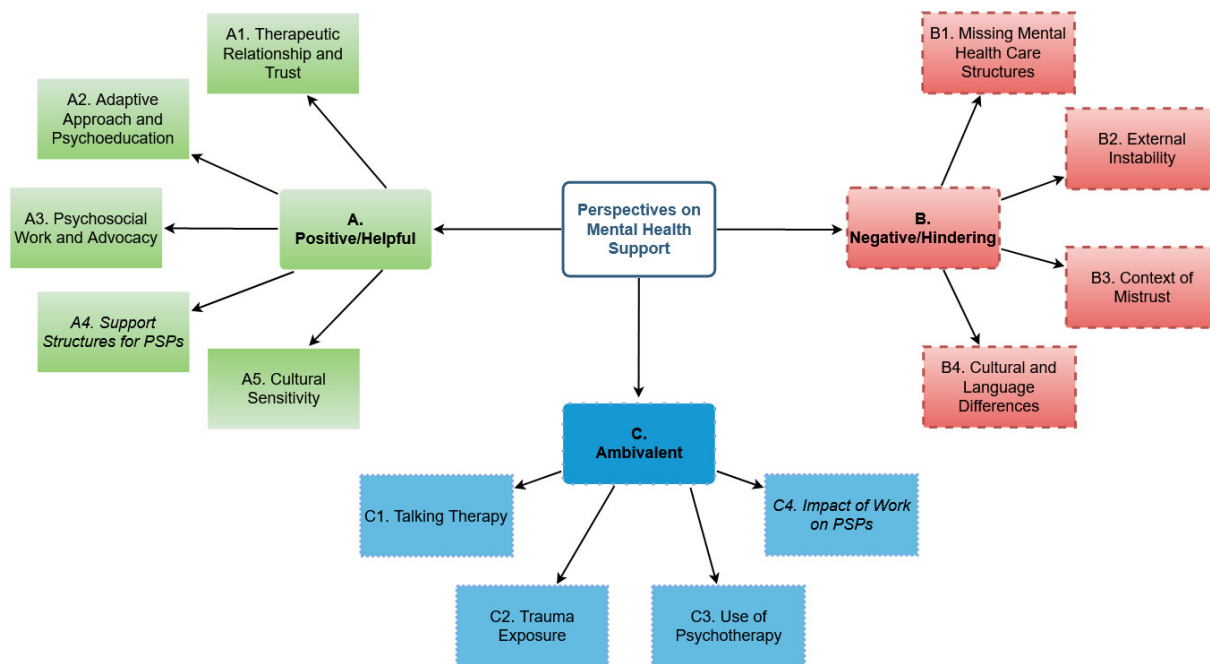 A1. Therapeutic
Relationship and
Trust
A2. Adaptive
Approach and
Psychoeducation
A3. Psychosocial
Work and Advocacy
A4. Support
Structures for PSPs
A5. Cultural
Sensitivity
A.
Positive/Helpful
Perspectives on
Mental Health
Support
B.
Negative/Hindering
B1. Missing Mental
Health Care
Structures
B2. External
Instability
B3. Context of
Mistrust
B4. Cultural and
Language
Differences
C.
Ambivalent
C1. Talking Therapy
C2. Trauma
Exposure
C3. Use of
Psychotherapy
C4. Impact of Work
on PSPs